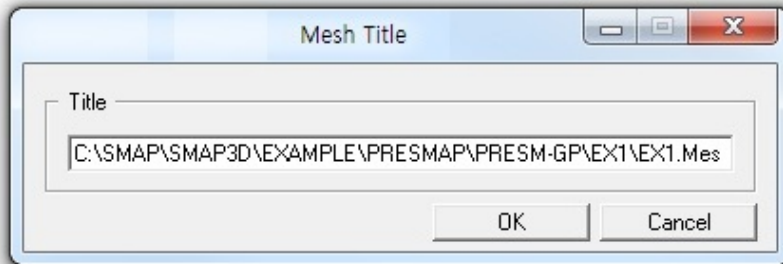 Mesh Title
Title
C:\SMAP\SMAP3D\EXAMPLE\PRESMAP\PRESM-GP\EX1\EX1.Mes
OK
Cancel